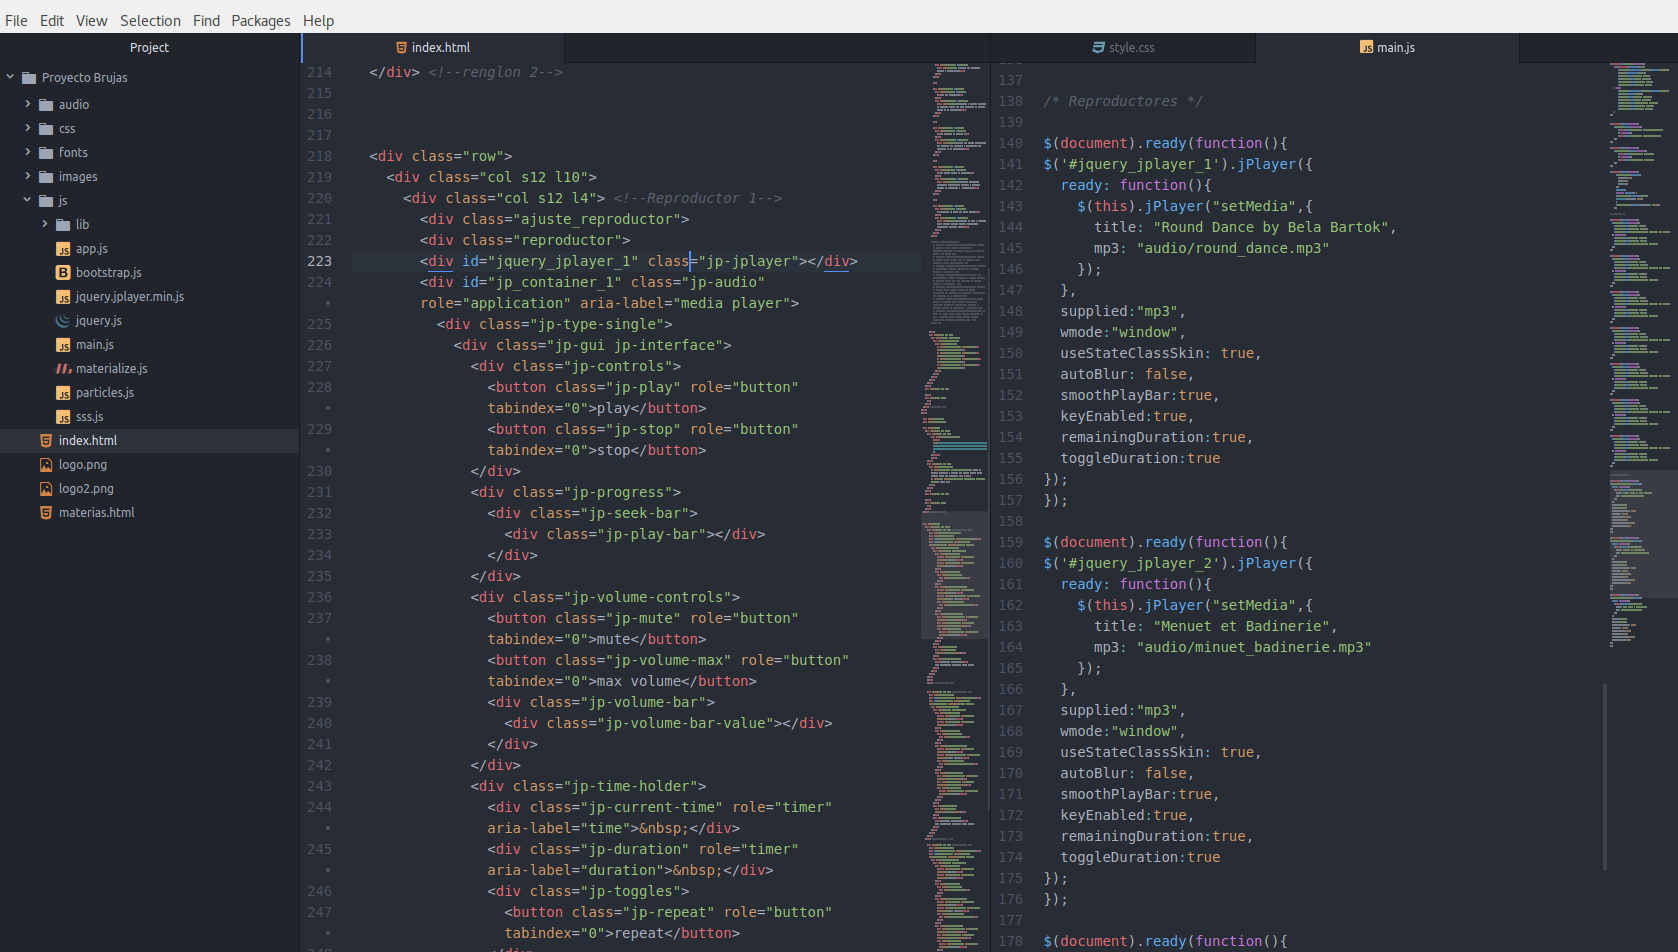 File Edit View Selection Find Packages Help
Project
Proyecto Brujas
audio
css
fonts
images
js
lib
app.js
bootstrap.js
jquery.jplayer.min.js
jquery.js
main.js
materialize.js
particles.js
sss.js
index.html
logo.png
logo2.png
materias.html
index.html
214 </div> <!--renglon 2-->
215
216
217
218 <div class="row">
219 <div class="col s12 l10">
220 <div class="col s12 l4"> <!--Reproductor 1-->
221 <div class="ajuste_reproductor">
222 <div class="reproductor">
223 <div id="jquery_jplayer_1" class="jp-jplayer"></div>
224 <div id="jp_container_1" class="jp-audio"
• role="application" aria-label="media player">
225 <div class="jp-type-single">
226 <div class="jp-gui jp-interface">
227 <div class="jp-controls">
228 <button class="jp-play" role="button"
• tabindex="0">play</button>
229 <button class="jp-stop" role="button"
• tabindex="0">stop</button>
230 </div>
231 <div class="jp-progress">
232 <div class="jp-seek-bar">
233 <div class="jp-play-bar"></div>
234 </div>
235 </div>
236 <div class="jp-volume-controls">
237 <button class="jp-mute" role="button"
• tabindex="0">mute</button>
238 <button class="jp-volume-max" role="button"
• tabindex="0">max volume</button>
239 <div class="jp-volume-bar">
240 <div class="jp-volume-bar-value"></div>
241 </div>
242 </div>
243 <div class="jp-time-holder">
244 <div class="jp-current-time" role="timer"
• aria-label="time">&nbsp;</div>
245 <div class="jp-duration" role="timer"
• aria-label="duration">&nbsp;</div>
246 <div class="jp-toggles">
247 <button class="jp-repeat" role="button"
• tabindex="0">repeat</button>
style.css main.js
137
138 /* Reproductores */
139
140 $(document).ready(function(){
141 $('#jquery_jplayer_1').jPlayer({
142 ready: function(){
143 $(this).jPlayer("setMedia",{
144 title: "Round Dance by Bela Bartok",
145 mp3: "audio/round_dance.mp3"
146 });
147 },
148 supplied:"mp3",
149 wmode:"window",
150 useStateClassSkin: true,
151 autoBlur: false,
152 smoothPlayBar:true,
153 keyEnabled:true,
154 remainingDuration:true,
155 toggleDuration:true
156 });
157 });
158
159 $(document).ready(function(){
160 $('#jquery_jplayer_2').jPlayer({
161 ready: function(){
162 $(this).jPlayer("setMedia",{
163 title: "Menuet et Badinerie",
164 mp3: "audio/minuet_badinerie.mp3"
165 });
166 },
167 supplied:"mp3",
168 wmode:"window",
169 useStateClassSkin: true,
170 autoBlur: false,
171 smoothPlayBar:true,
172 keyEnabled:true,
173 remainingDuration:true,
174 toggleDuration:true
175 });
176 });
177
178 $(document).ready(function(){